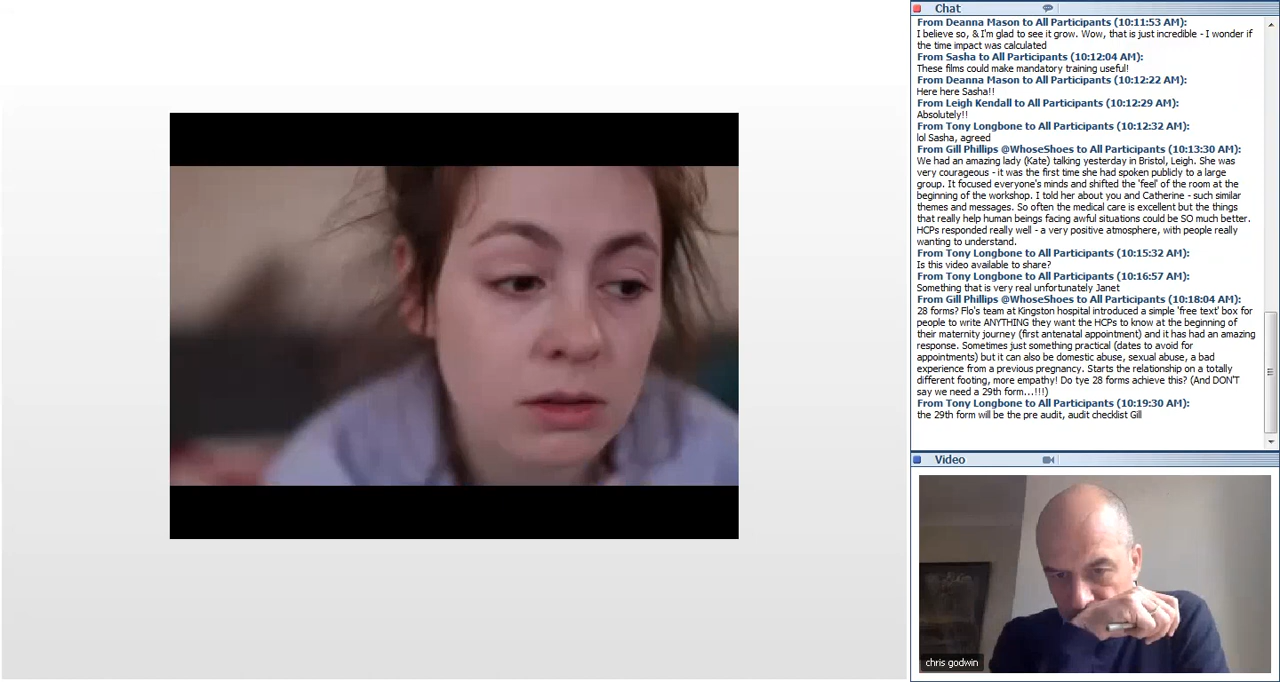 Chat
From Deanna Mason to All Participants (10:11:53 AM):
I believe so, & I'm glad to see it grow. Wow, that is just incredible - I wonder if
the time impact was calculated
From Sasha to All Participants (10:12:04 AM):
These films could make mandatory training useful!
From Deanna Mason to All Participants (10:12:22 AM):
Here here Sasha!!
From Leigh Kendall to All Participants (10:12:29 AM):
Absolutely!!
From Tony Longbone to All Participants (10:12:32 AM):
lol Sasha, agreed
From Gill Phillips @WhoseShoes to All Participants (10:13:30 AM):
We had an amazing lady (Kate) talking yesterday in Bristol, Leigh. She was
very courageous - it was the first time she had spoken publicly to a large
group. It focused everyone's minds and shifted the 'feel' of the room at the
beginning of the workshop. I told her about you and Catherine - such similar
themes and messages. So often the medical care is excellent but the things
that really help human beings facing awful situations could be SO much better.
HCPs responded really well - a very positive atmosphere, with people really
wanting to understand.
From Tony Longbone to All Participants (10:15:32 AM):
Is this video available to share?
From Tony Longbone to All Participants (10:16:57 AM):
Something that is very real unfortunately Janet
From Gill Phillips @WhoseShoes to All Participants (10:18:04 AM):
28 forms? Flo's team at Kingston hospital introduced a simple 'free text' box for
people to write ANYTHING they want the HCPs to know at the beginning of
their maternity journey (first antenatal appointment) and it has had an amazing
response. Sometimes just something practical (dates to avoid for
appointments) but it can also be domestic abuse, sexual abuse, a bad
experience from a previous pregnancy. Starts the relationship on a totally
different footing, more empathy! Do tye 28 forms achieve this? (And DON'T
say we need a 29th form...!!!)
From Tony Longbone to All Participants (10:19:30 AM):
the 29th form will be the pre audit, audit checklist Gill
Video
chris godwin